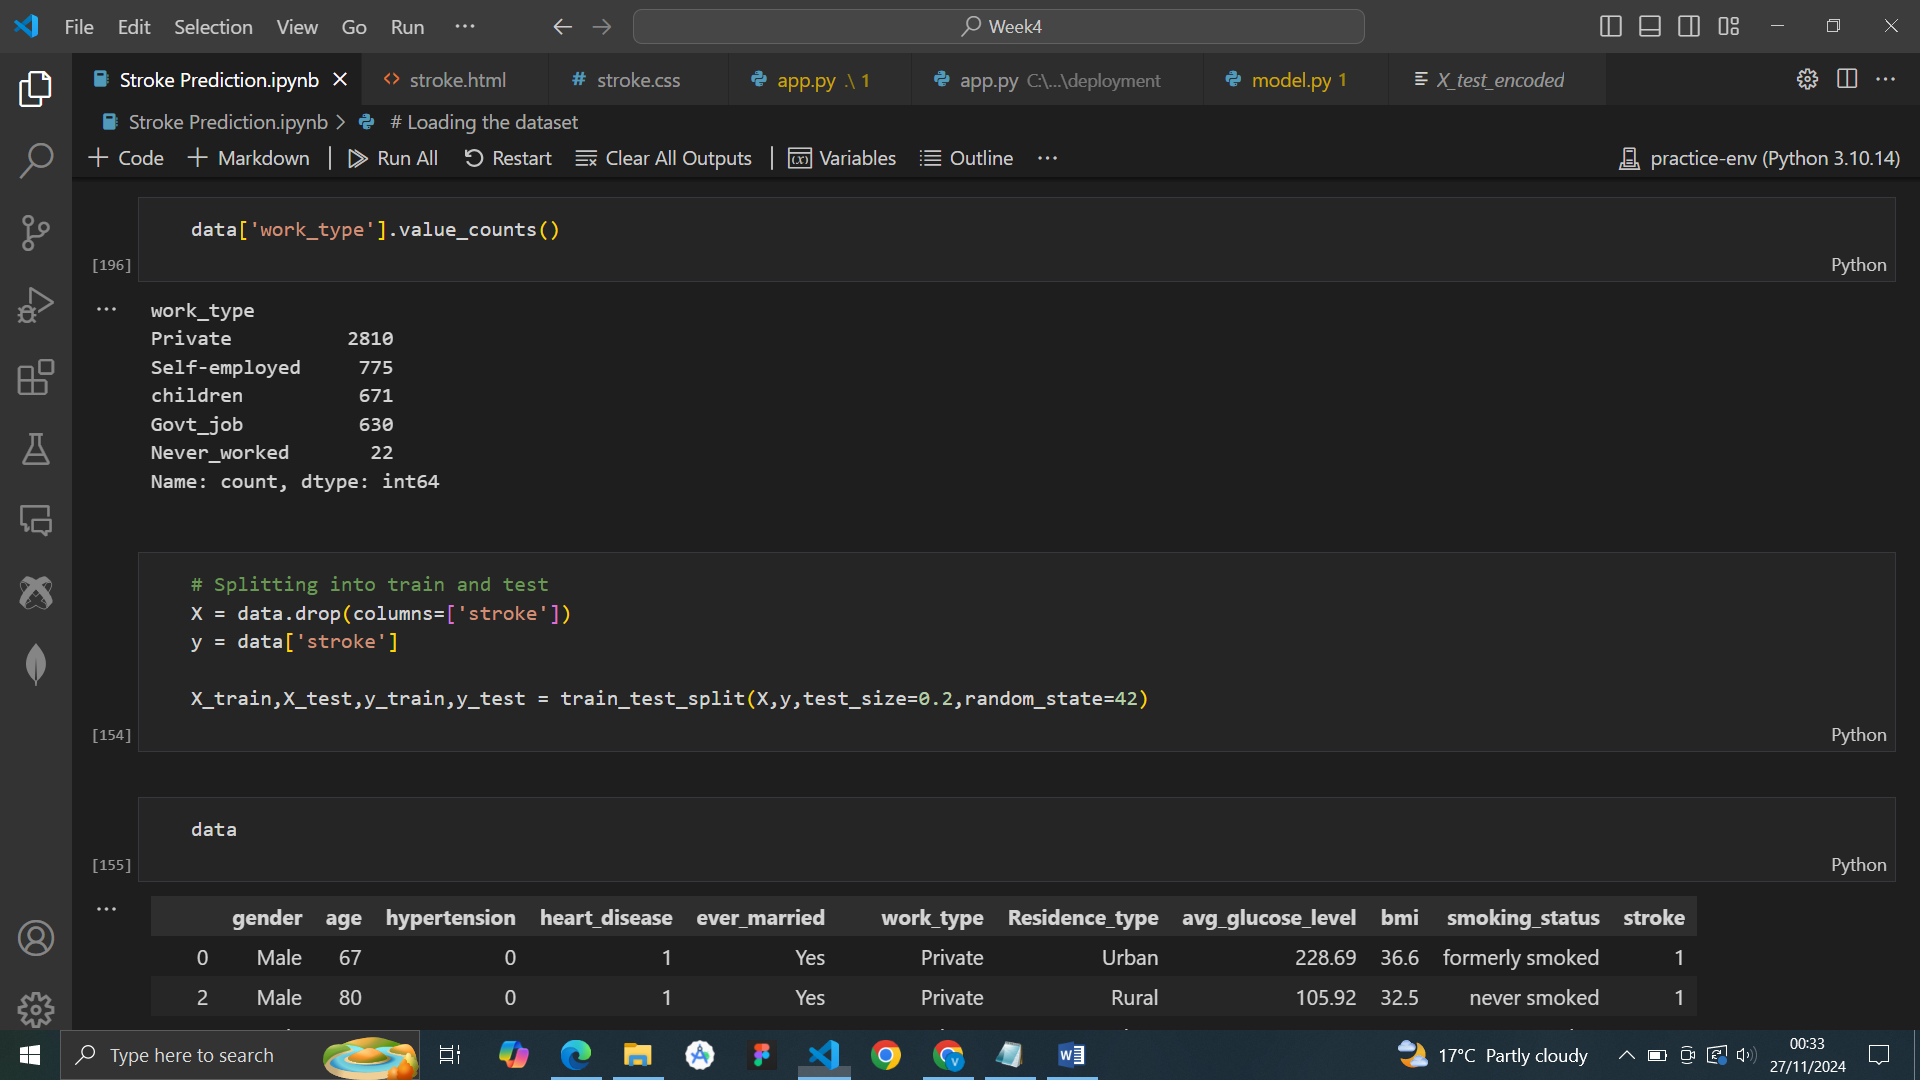 File Edit Selection View Go Run ··· Week4
Stroke Prediction.ipynb stroke.html # stroke.css app.py .\ 1 app.py C:\...\deployment model.py 1 X_test_encoded
Stroke Prediction.ipynb > # Loading the dataset
+ Code + Markdown | Run All Restart Clear All Outputs | Variables Outline ··· practice-env (Python 3.10.14)
data['work_type'].value_counts()
[196] Python
work_type
Private 2810
Self-employed 775
children 671
Govt_job 630
Never_worked 22
Name: count, dtype: int64
# Splitting into train and test
X = data.drop(columns=['stroke'])
y = data['stroke']
X_train,X_test,y_train,y_test = train_test_split(X,y,test_size=0.2,random_state=42)
[154] Python
data
[155] Python
gender age hypertension heart_disease ever_married work_type Residence_type avg_glucose_level bmi smoking_status stroke
0 Male 67 0 1 Yes Private Urban 228.69 36.6 formerly smoked 1
2 Male 80 0 1 Yes Private Rural 105.92 32.5 never smoked 1
Type here to search 17°C Partly cloudy 00:33
27/11/2024